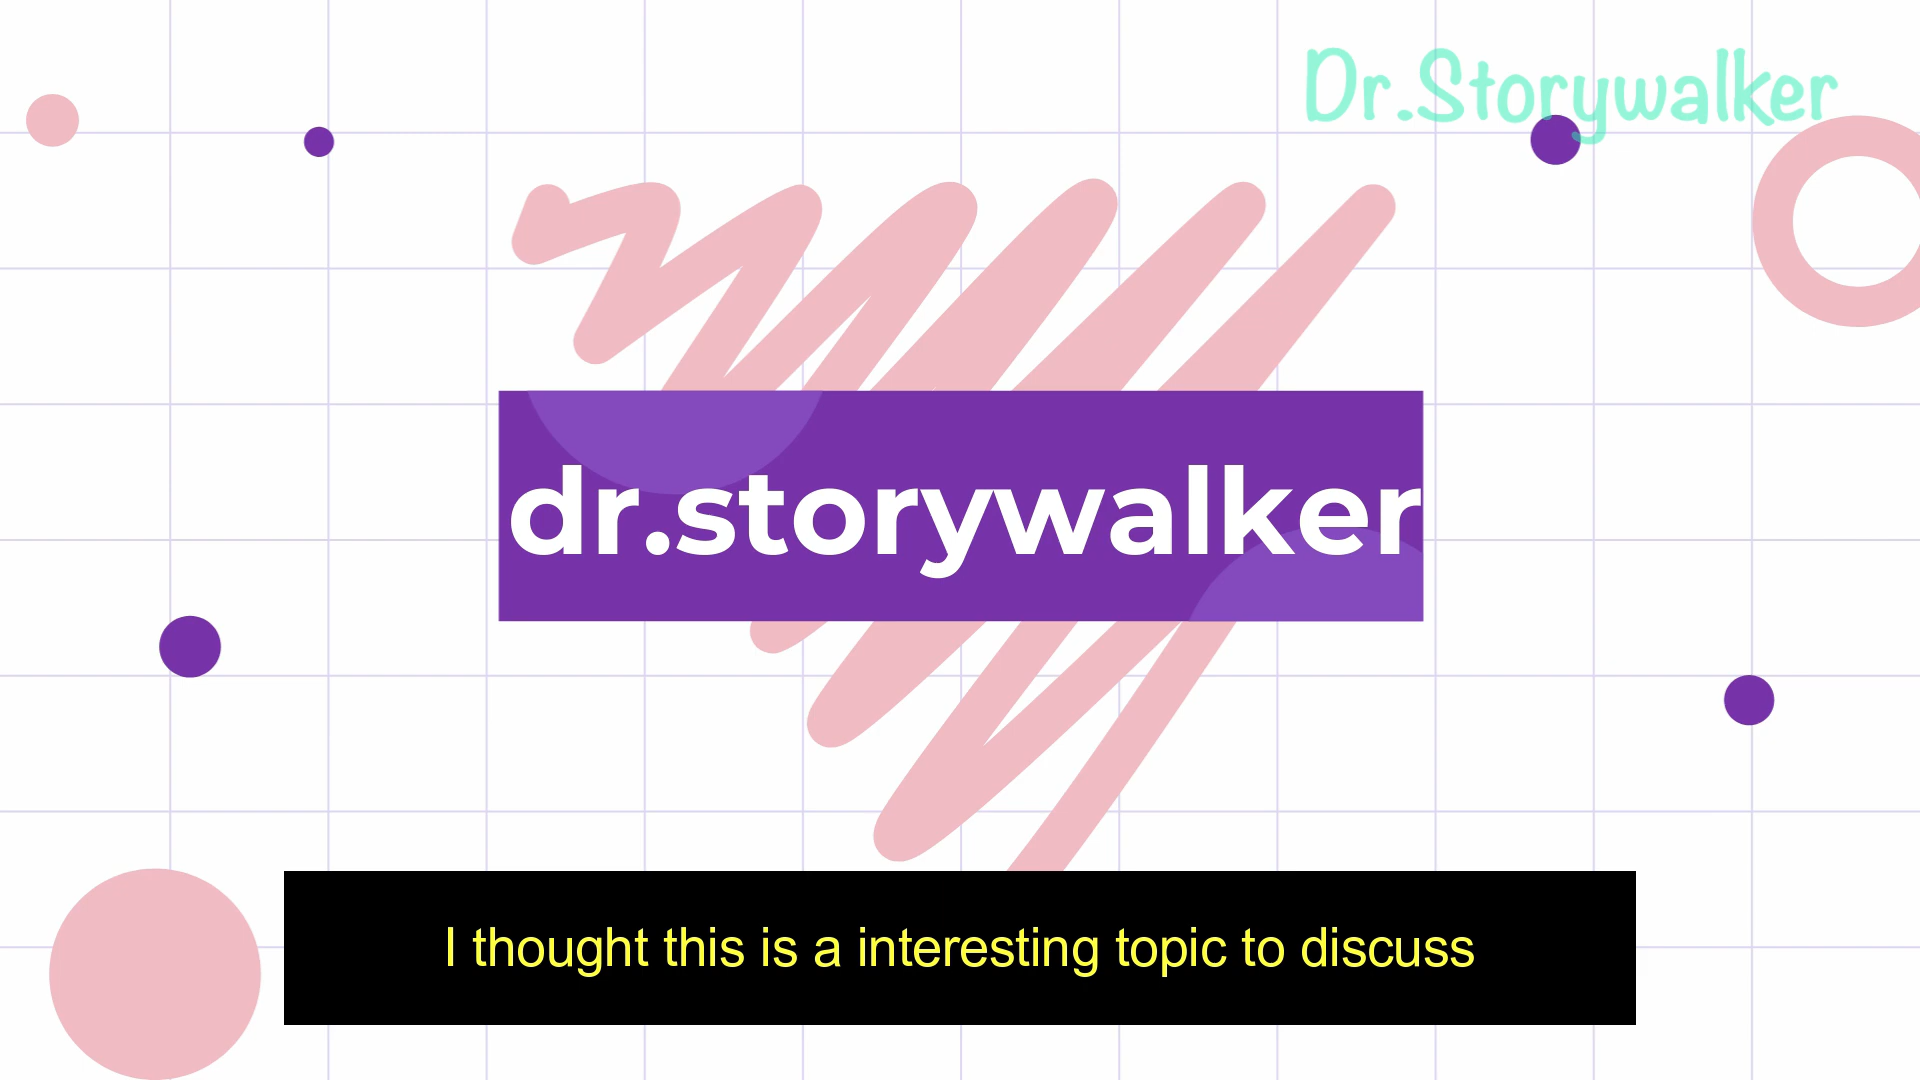 Dr.Storywalker
dr.storywalker
I thought this is a interesting topic to discuss